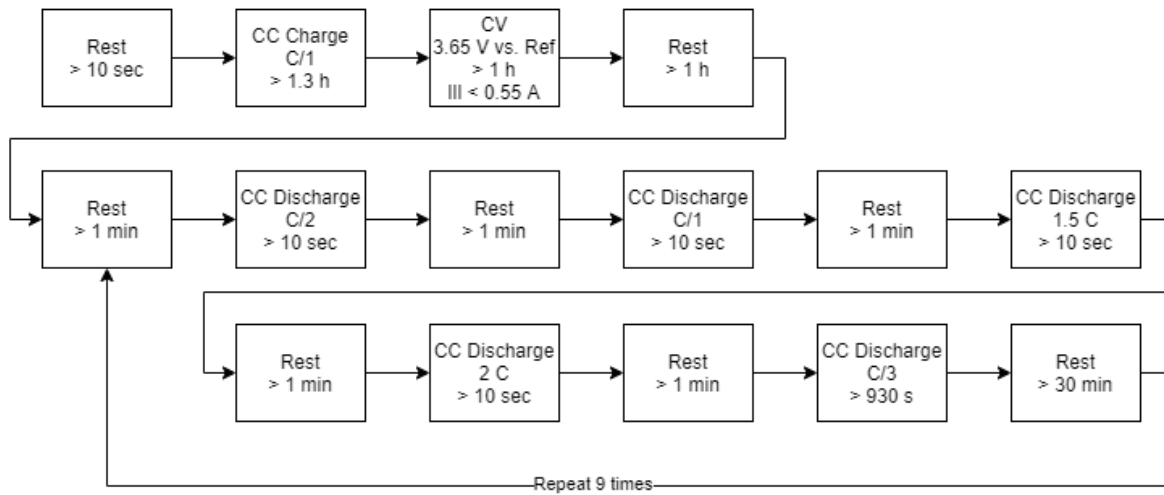 Rest
> 10 sec
CC Charge
C/1
> 1.3 h
CV
3.65 V vs. Ref
> 1 h
III < 0.55 A
Rest
> 1 h
Rest
> 1 min
CC Discharge
C/2
> 10 sec
Rest
> 1 min
CC Discharge
C/1
> 10 sec
Rest
> 1 min
CC Discharge
1.5 C
> 10 sec
Rest
> 1 min
CC Discharge
2 C
> 10 sec
Rest
> 1 min
CC Discharge
C/3
> 930 s
Rest
> 30 min
Repeat 9 times